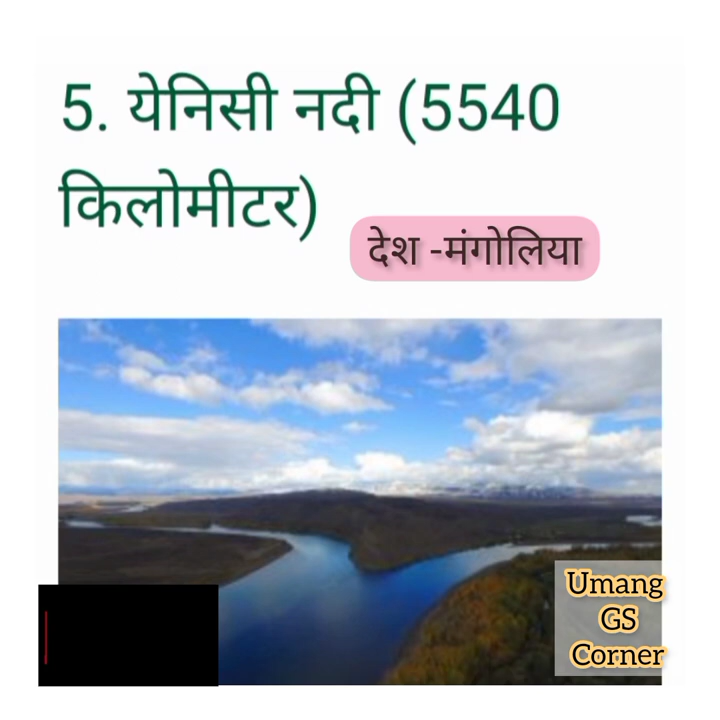 5. येनिसी नदी (5540
किलोमीटर)
देश -मंगोलिया
Umang
GS
Corner